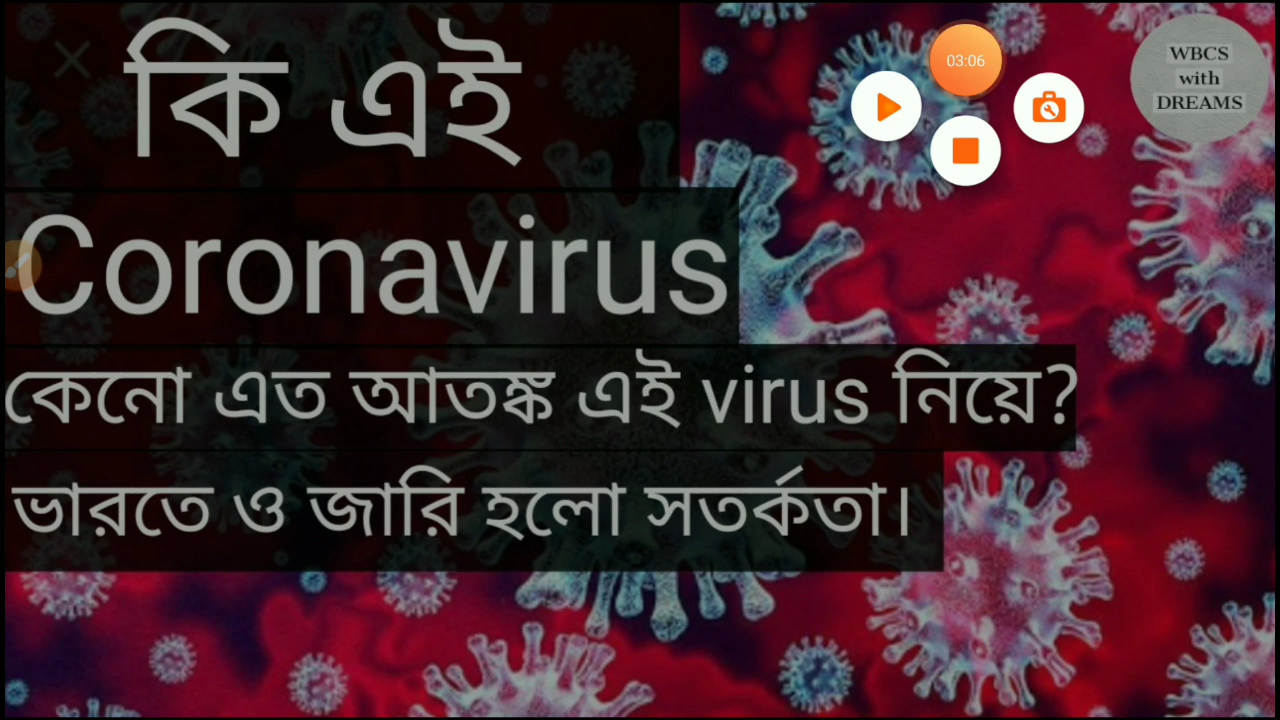 কি এই
03:06
WBCS
with
DREAMS
Coronavirus
কেনো এত আতঙ্ক এই virus নিয়ে?
ভারতে ও জারি হলো সতর্কতা।